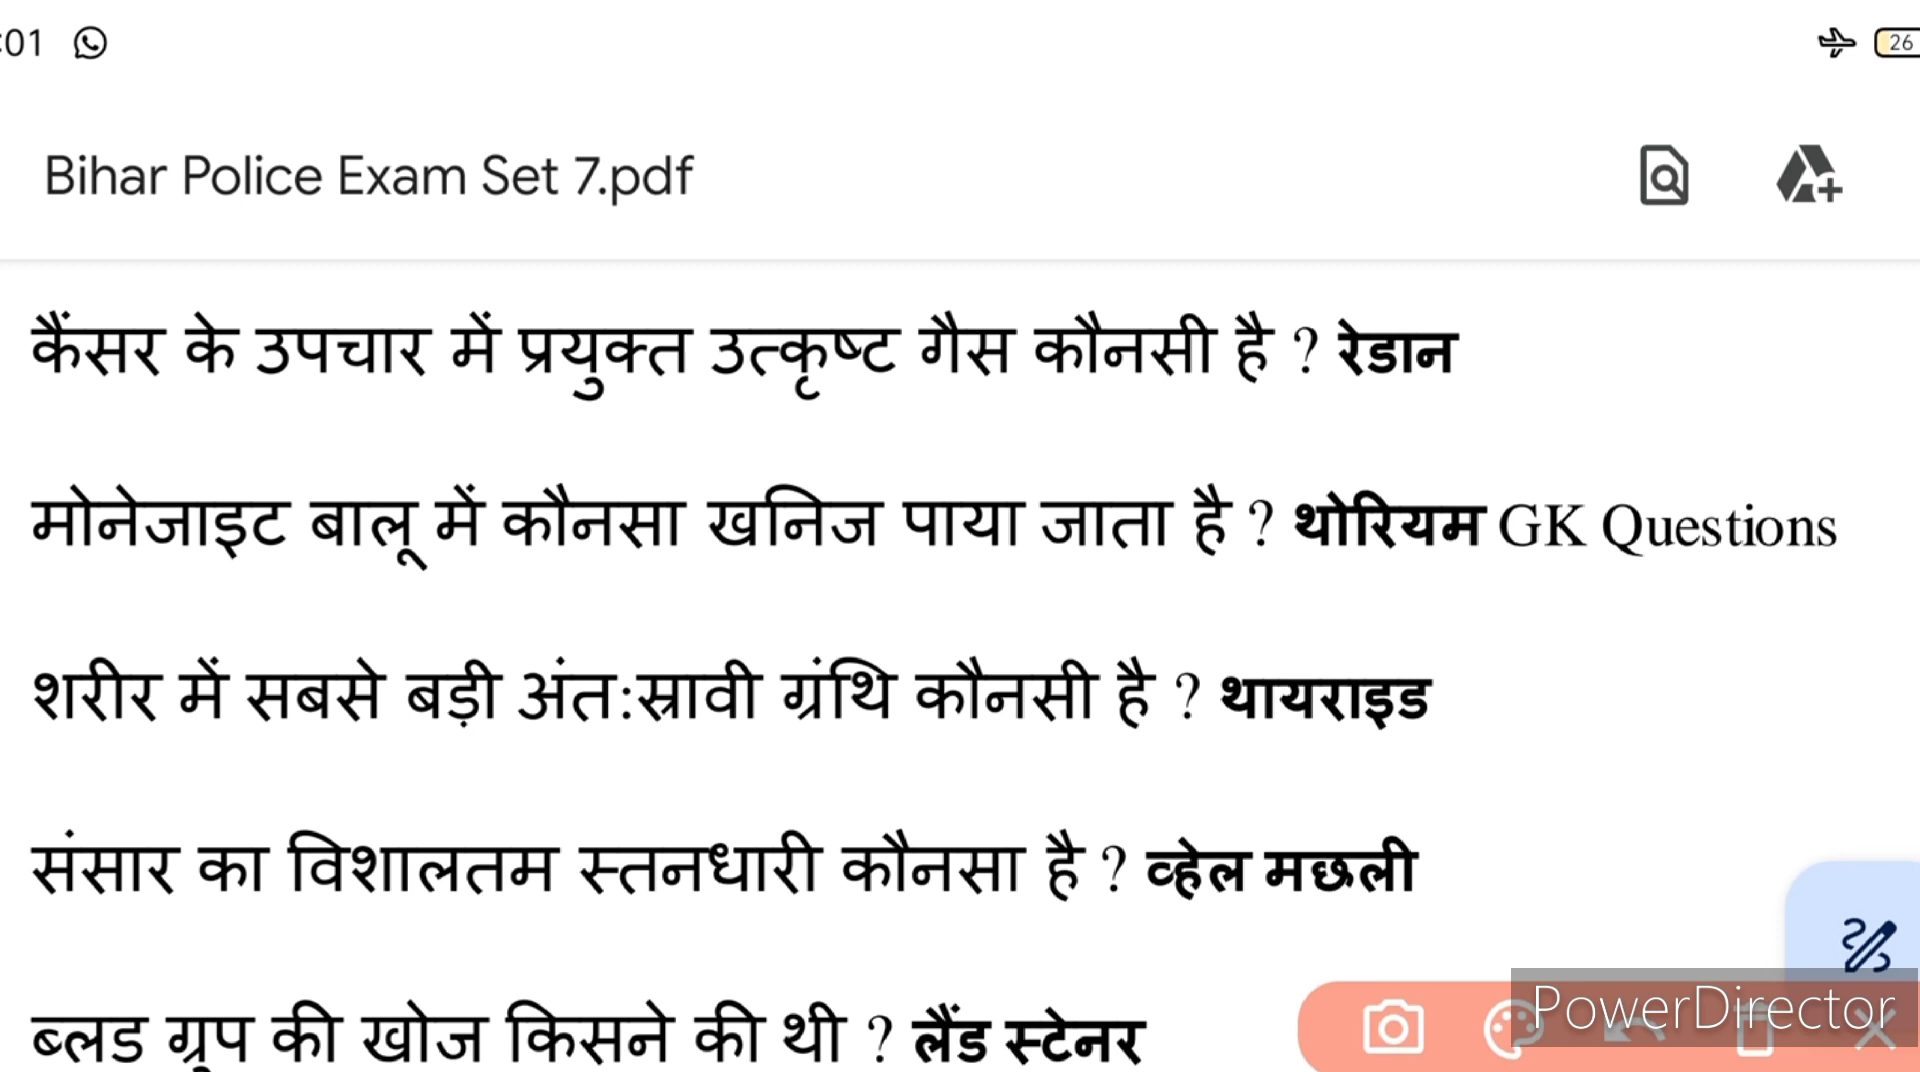 :01
26
Bihar Police Exam Set 7.pdf
कैंसर के उपचार में प्रयुक्त उत्कृष्ट गैस कौनसी है ? रेडान
मोनेजाइट बालू में कौनसा खनिज पाया जाता है ? थोरियम GK Questions
शरीर में सबसे बड़ी अंत:स्रावी ग्रंथि कौनसी है ? थायराइड
संसार का विशालतम स्तनधारी कौनसा है ? व्हेल मछली
ब्लड ग्रुप की खोज किसने की थी ? लैंड स्टेनर
PowerDirector